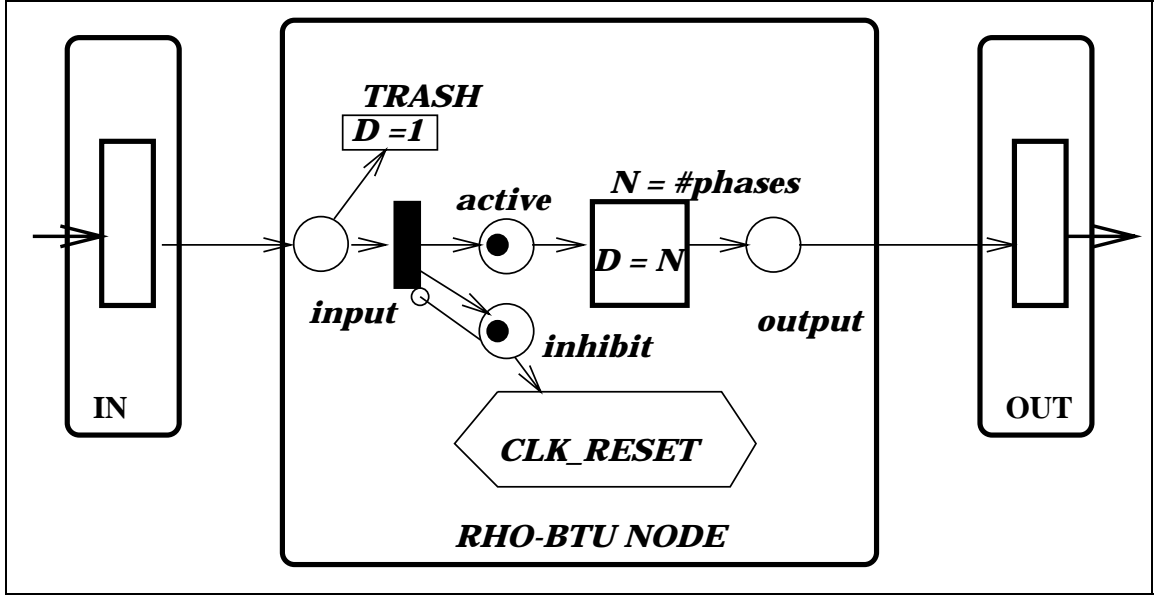 TRASH
D =1
N = #phases
active
D = N
input
output
inhibit
IN
OUT
CLK_RESET
RHO-BTU NODE